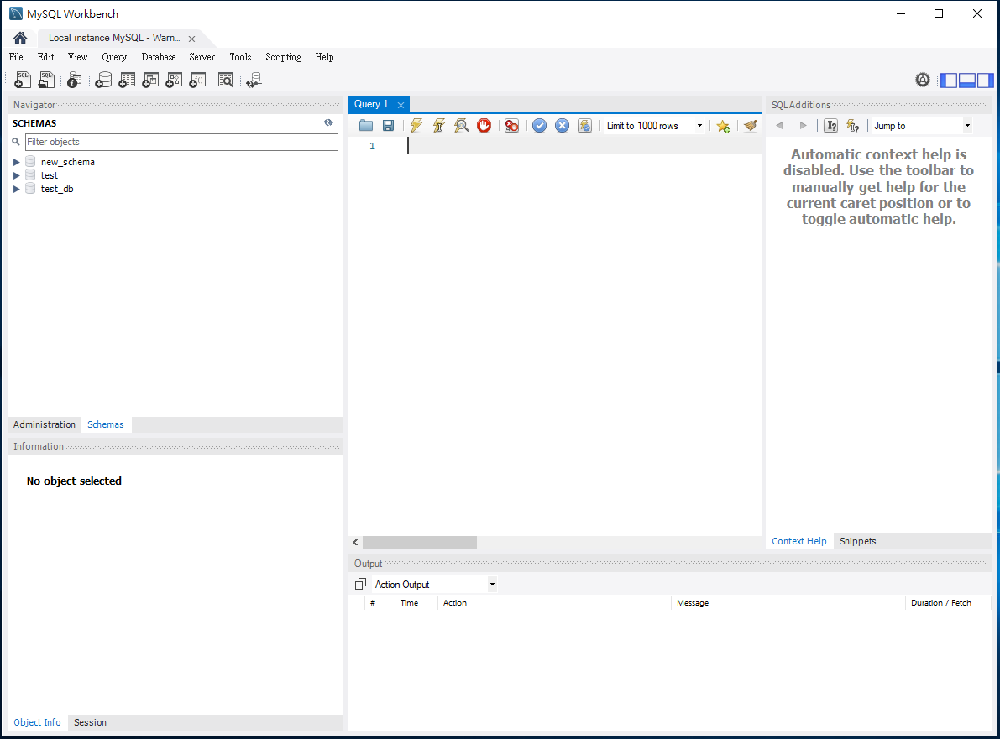 MySQL Workbench
Local instance MySQL - Warn...
File Edit View Query Database Server Tools Scripting Help
Navigator
SCHEMAS
Filter objects
new_schema
test
test_db
Administration Schemas
Information
No object selected
Object Info Session
Query 1
Limit to 1000 rows
1
SQLAdditions
Jump to
Automatic context help is
disabled. Use the toolbar to
manually get help for the
current caret position or to
toggle automatic help.
Context Help Snippets
Output
Action Output
# Time Action Message Duration / Fetch